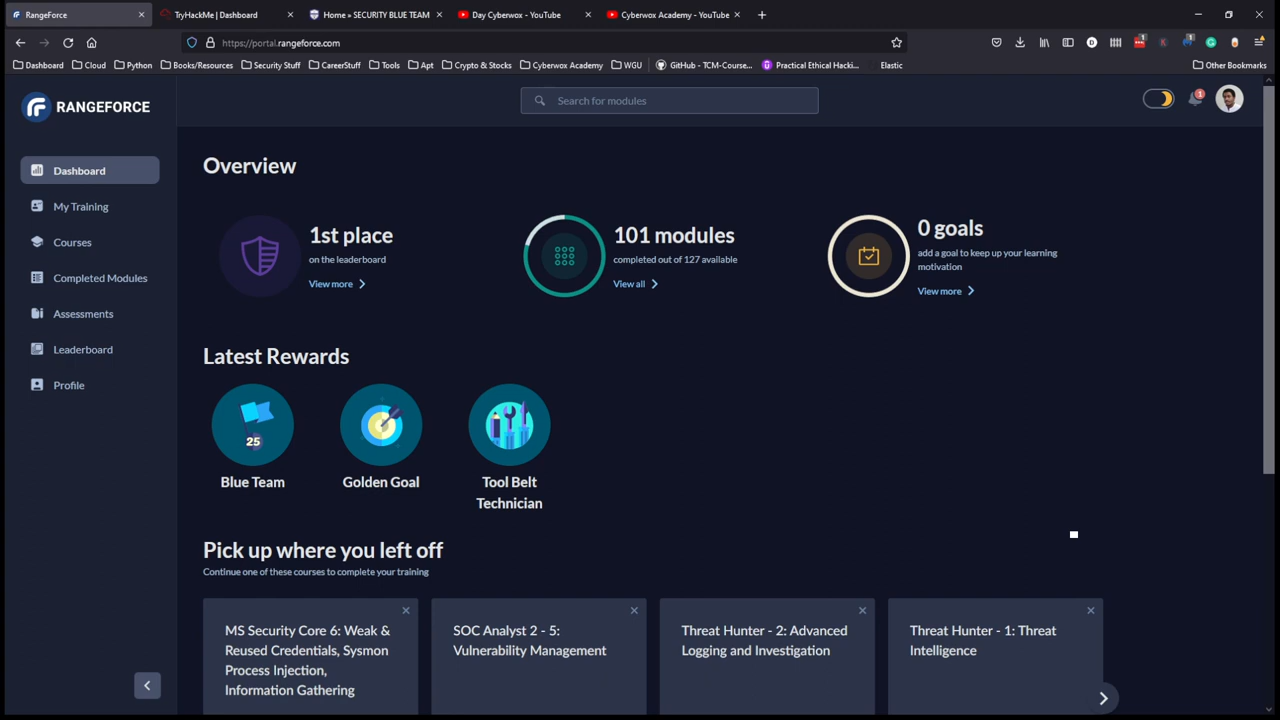 RangeForce
TryHackMe | Dashboard
Home » SECURITY BLUE TEAM
Day Cyberwox - YouTube
Cyberwox Academy - YouTube
https://portal.rangeforce.com
Dashboard
Cloud
Python
Books/Resources
Security Stuff
CareerStuff
Tools
Apt
Crypto & Stocks
Cyberwox Academy
WGU
GitHub - TCM-Course...
Practical Ethical Hacki...
Elastic
Other Bookmarks
RANGEFORCE
Search for modules
1
Dashboard
My Training
Courses
Completed Modules
Assessments
Leaderboard
Profile
Overview
1st place
on the leaderboard
View more
101 modules
completed out of 127 available
View all
0 goals
add a goal to keep up your learning
motivation
View more
Latest Rewards
25
Blue Team
Golden Goal
Tool Belt
Technician
Pick up where you left off
Continue one of these courses to complete your training
MS Security Core 6: Weak &
Reused Credentials, Sysmon
Process Injection,
Information Gathering
SOC Analyst 2 - 5:
Vulnerability Management
Threat Hunter - 2: Advanced
Logging and Investigation
Threat Hunter - 1: Threat
Intelligence